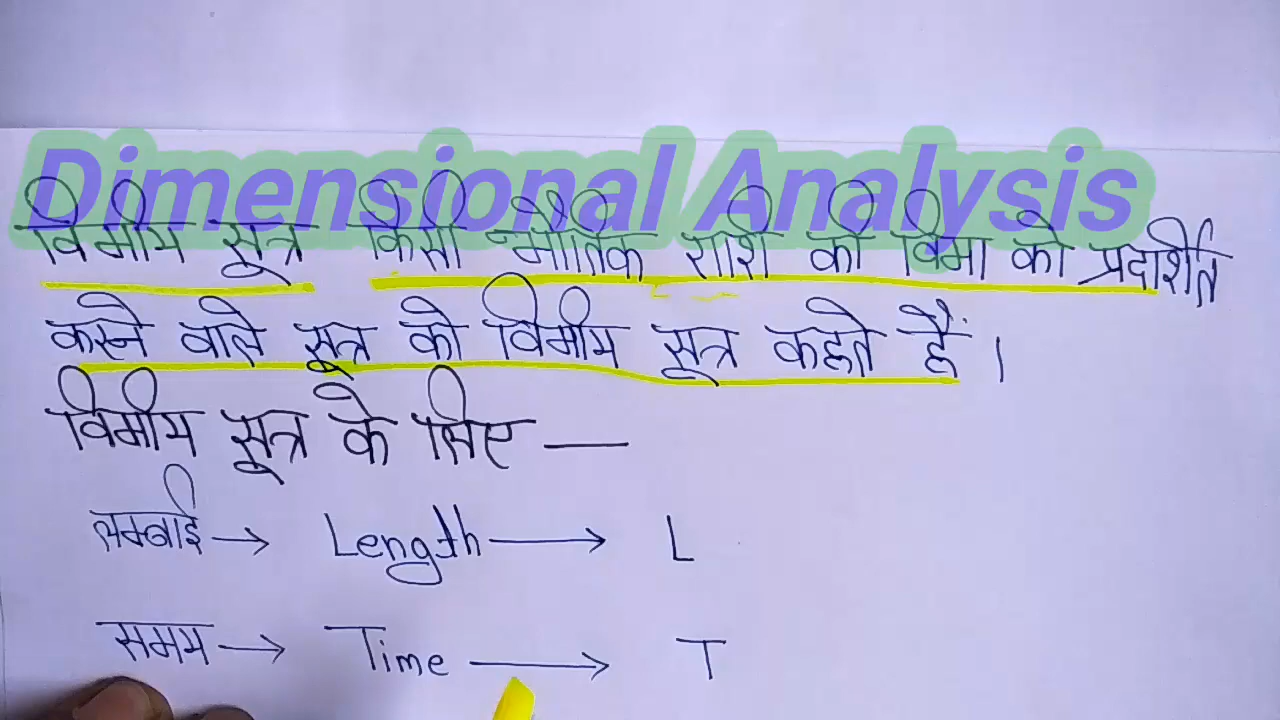 Dimensional Analysis
विमीय सूत्र किसी भौतिक राशि की विमा को प्रदर्शित
करने वाले सूत्र को विमीय सूत्र कहते हैं।
विमीय सूत्र के लिए —
लम्बाई → Length → L
समय → Time → T